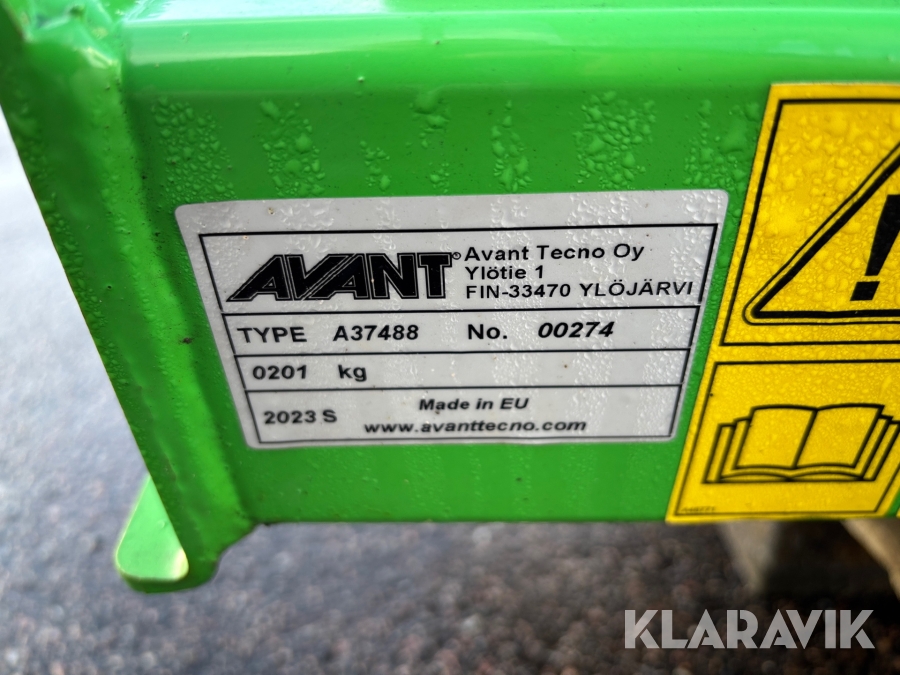 AVANT®
Avant Tecno Oy
Ylötie 1
FIN-33470 YLÖJÄRVI
TYPE A37488 No. 00274
0201 kg
2023 S
Made in EU
www.avanttecno.com
!
KLARAVIK